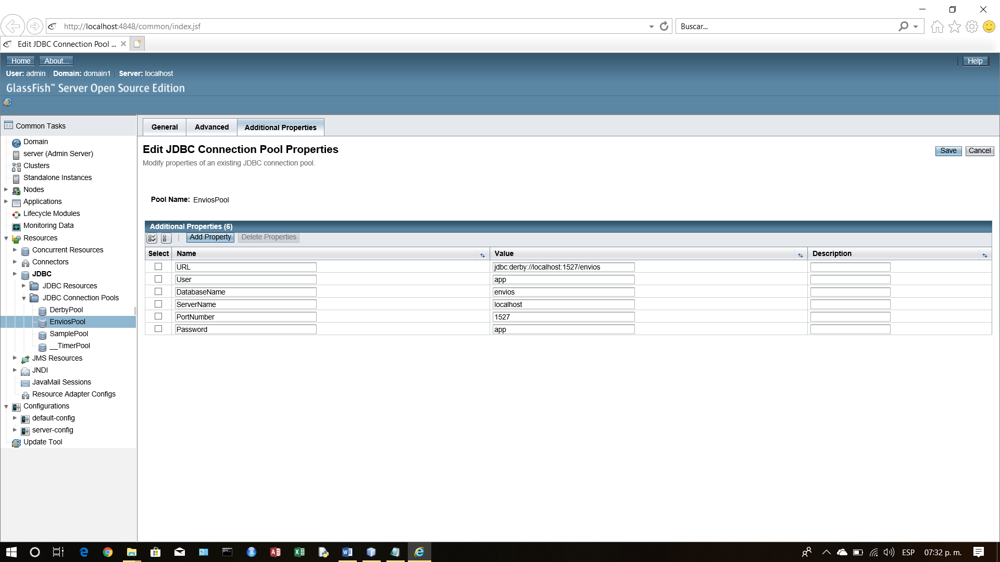 http://localhost:4848/common/index.jsf
Buscar...
Edit JDBC Connection Pool ...
Home
About...
Help
User: admin
Domain: domain1
Server: localhost
GlassFish™ Server Open Source Edition
Common Tasks
Domain
server (Admin Server)
Clusters
Standalone Instances
Nodes
Applications
Lifecycle Modules
Monitoring Data
Resources
Concurrent Resources
Connectors
JDBC
JDBC Resources
JDBC Connection Pools
DerbyPool
EnviosPool
SamplePool
__TimerPool
JMS Resources
JNDI
JavaMail Sessions
Resource Adapter Configs
Configurations
default-config
server-config
Update Tool
General
Advanced
Additional Properties
Edit JDBC Connection Pool Properties
Save
Cancel
Modify properties of an existing JDBC connection pool.
Pool Name: EnviosPool
Additional Properties (6)
Add Property
Delete Properties
Select Name Value Description
URL jdbc:derby://localhost:1527/envios
User app
DatabaseName envios
ServerName localhost
PortNumber 1527
Password app
ESP
07:32 p. m.